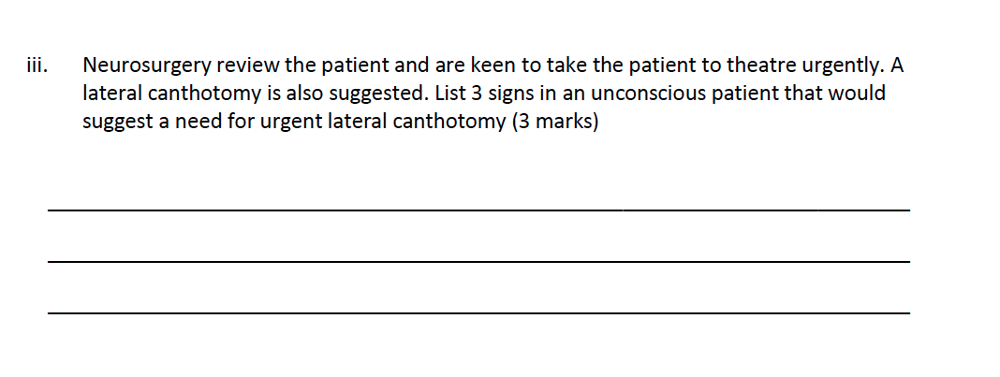 iii. Neurosurgery review the patient and are keen to take the patient to theatre urgently. A
lateral canthotomy is also suggested. List 3 signs in an unconscious patient that would
suggest a need for urgent lateral canthotomy (3 marks)